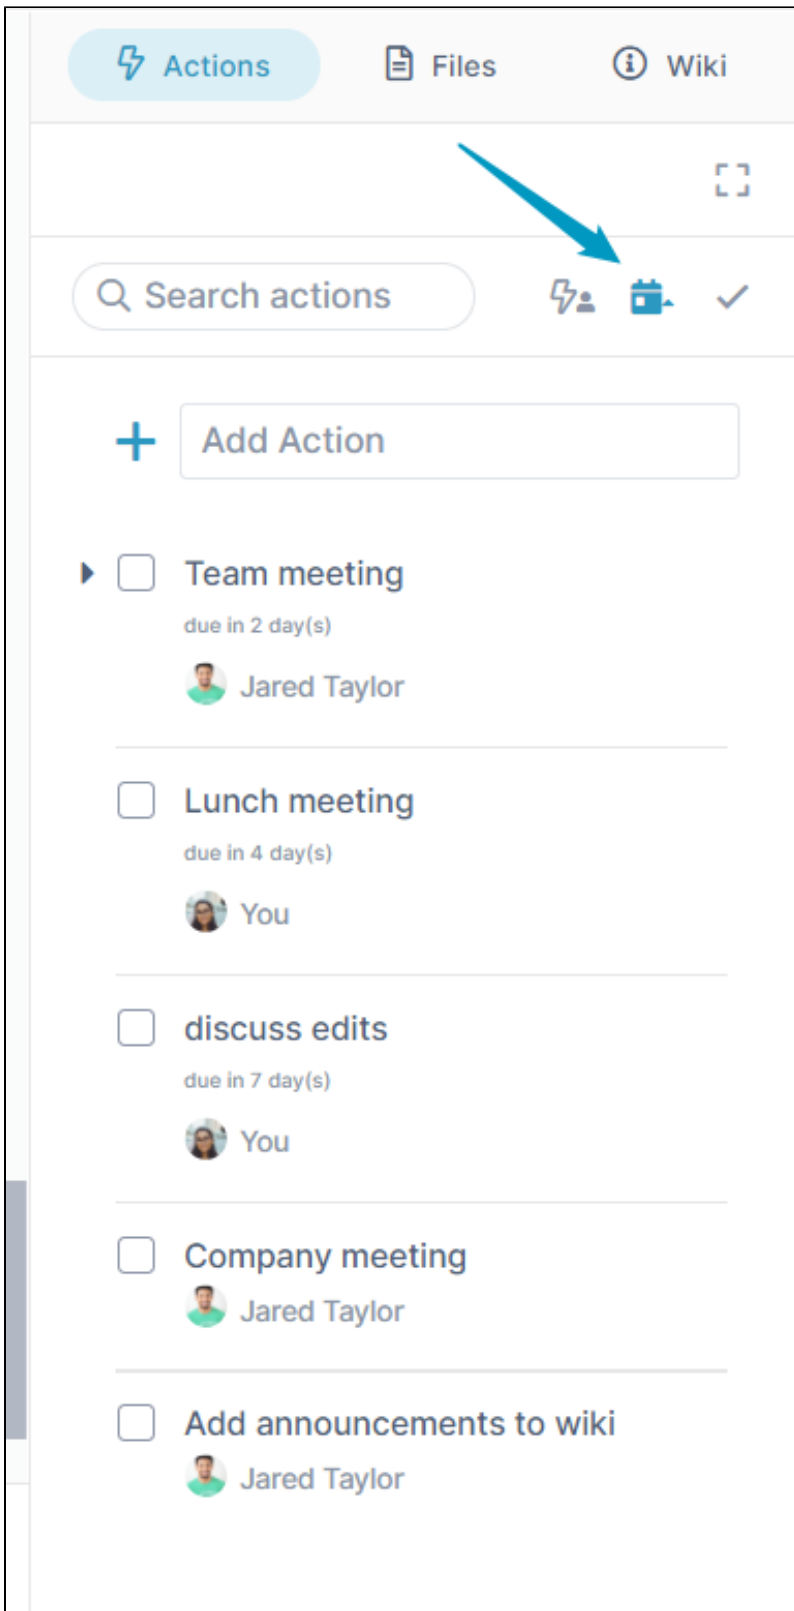 Actions Files Wiki
Search actions
Add Action
Team meeting
due in 2 day(s)
Jared Taylor
Lunch meeting
due in 4 day(s)
You
discuss edits
due in 7 day(s)
You
Company meeting
Jared Taylor
Add announcements to wiki
Jared Taylor